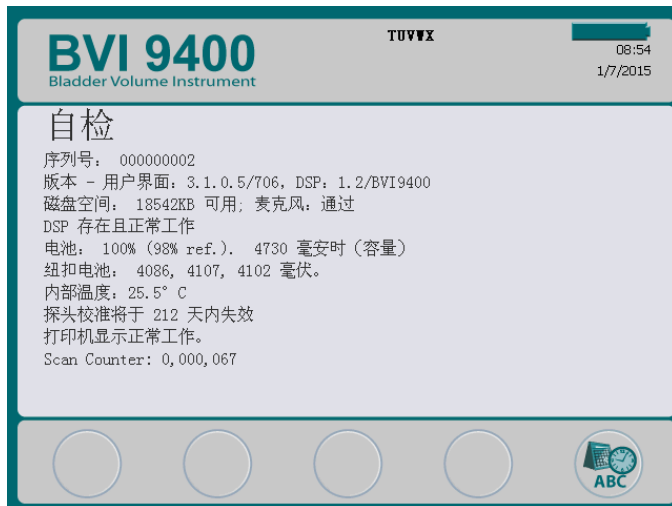 BVI 9400
Bladder Volume Instrument
TUVWX
08:54
1/7/2015
自检
序列号： 000000002
版本 - 用户界面：3.1.0.5/706, DSP：1.2/BVI9400
磁盘空间： 18542KB 可用; 麦克风：通过
DSP 存在且正常工作
电池： 100% (98% ref.). 4730 毫安时（容量）
纽扣电池： 4086, 4107, 4102 毫伏。
内部温度：25.5° C
探头校准将于 212 天内失效
打印机显示正常工作。
Scan Counter: 0,000,067
ABC